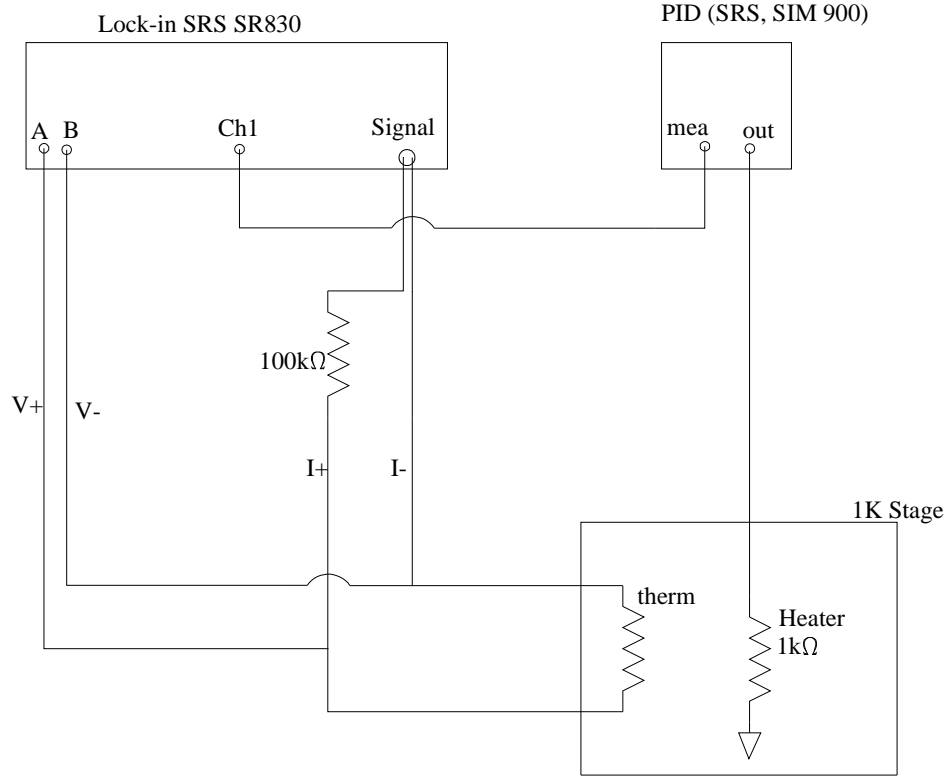 Lock-in SRS SR830
PID (SRS, SIM 900)
A
B
Ch1
Signal
mea
out
100kΩ
V+
V-
I+
I-
1K Stage
therm
Heater
1kΩ